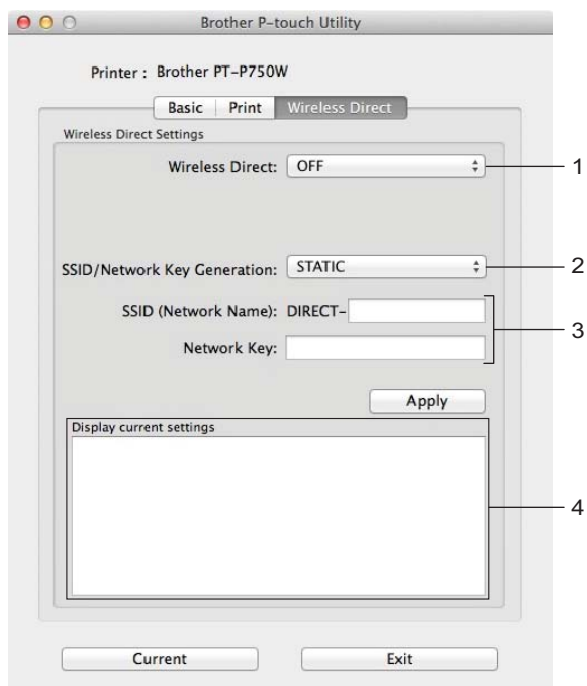 Brother P-touch Utility
Printer : Brother PT-P750W
Basic Print Wireless Direct
Wireless Direct Settings
Wireless Direct: OFF 1
SSID/Network Key Generation: STATIC 2
SSID (Network Name): DIRECT-
3
Network Key:
Apply
Display current settings
4
Current Exit